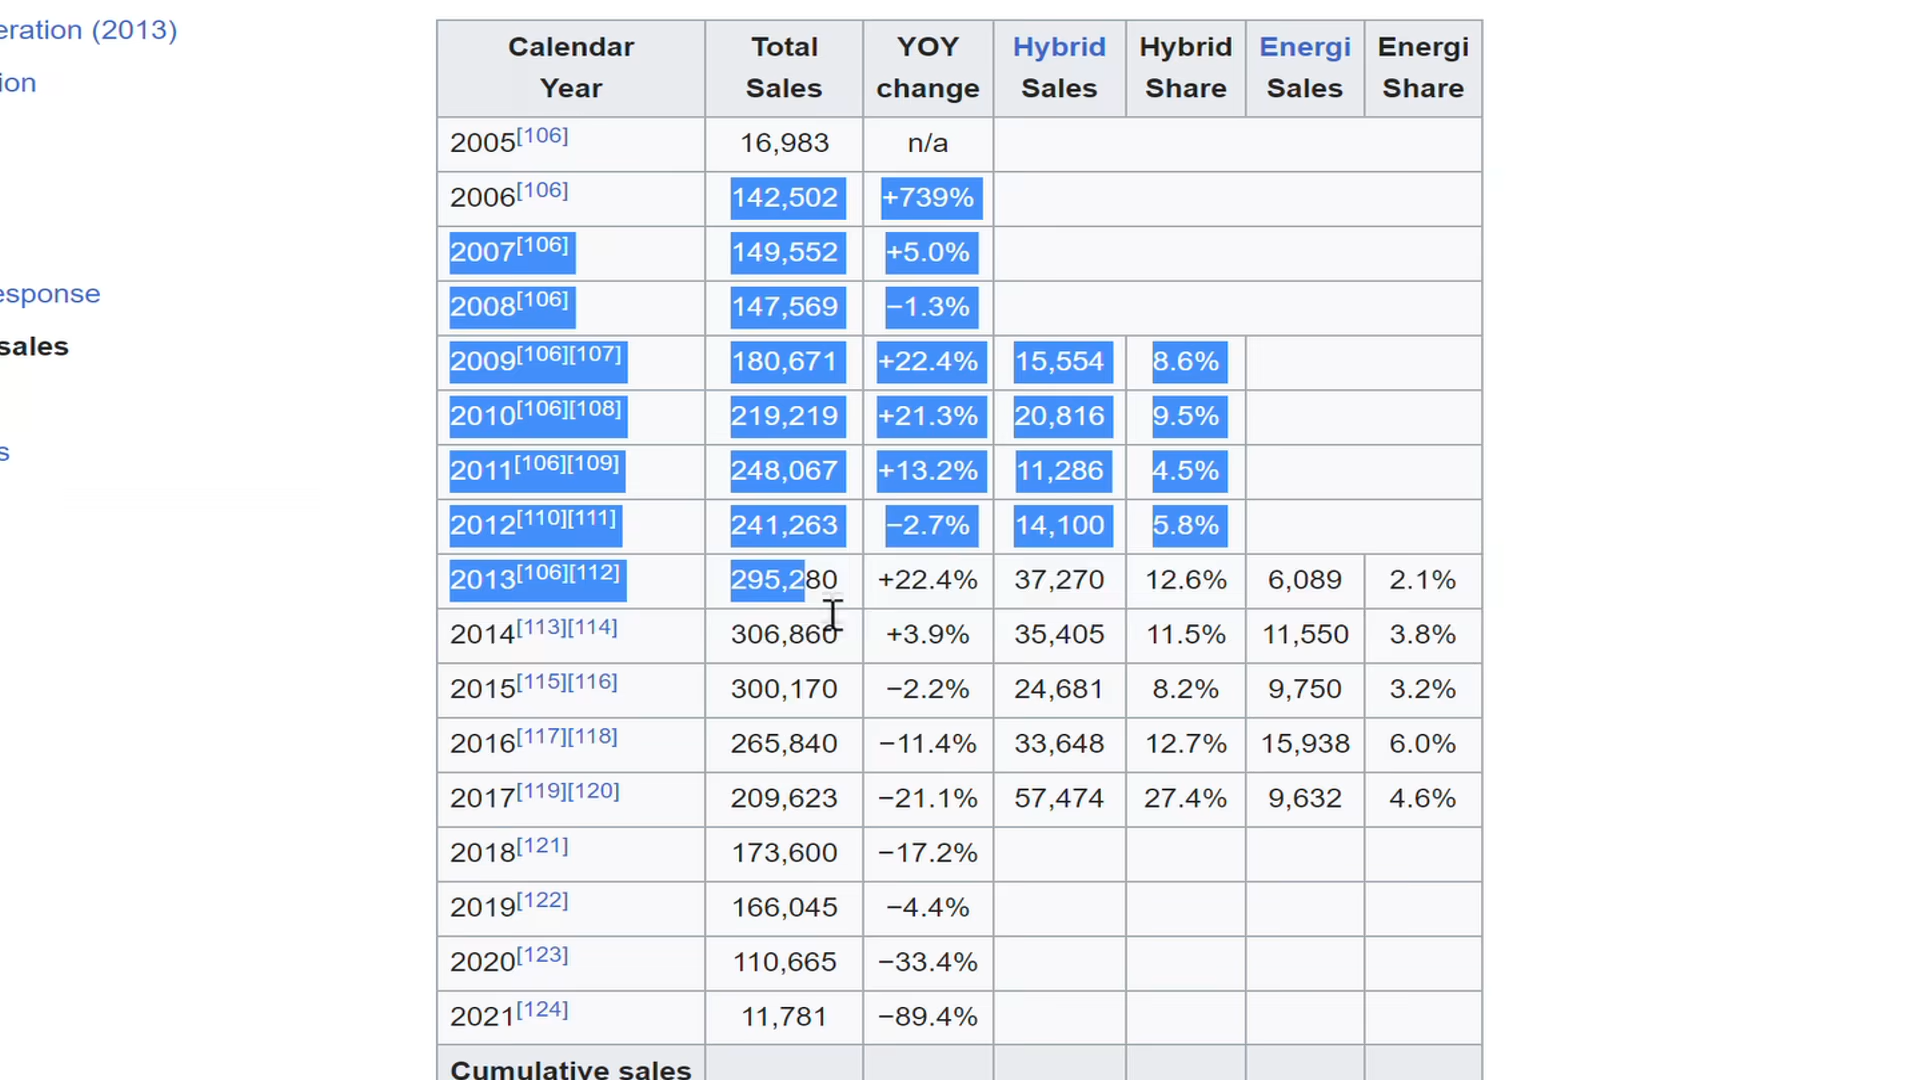 eration (2013)
ion
esponse
sales
s
Calendar Year Total Sales YOY change Hybrid Sales Hybrid Share Energi Sales Energi Share
2005[106] 16,983 n/a
2006[106] 142,502 +739%
2007[106] 149,552 +5.0%
2008[106] 147,569 −1.3%
2009[106][107] 180,671 +22.4% 15,554 8.6%
2010[106][108] 219,219 +21.3% 20,816 9.5%
2011[106][109] 248,067 +13.2% 11,286 4.5%
2012[110][111] 241,263 −2.7% 14,100 5.8%
2013[106][112] 295,280 +22.4% 37,270 12.6% 6,089 2.1%
2014[113][114] 306,860 +3.9% 35,405 11.5% 11,550 3.8%
2015[115][116] 300,170 −2.2% 24,681 8.2% 9,750 3.2%
2016[117][118] 265,840 −11.4% 33,648 12.7% 15,938 6.0%
2017[119][120] 209,623 −21.1% 57,474 27.4% 9,632 4.6%
2018[121] 173,600 −17.2%
2019[122] 166,045 −4.4%
2020[123] 110,665 −33.4%
2021[124] 11,781 −89.4%
Cumulative sales